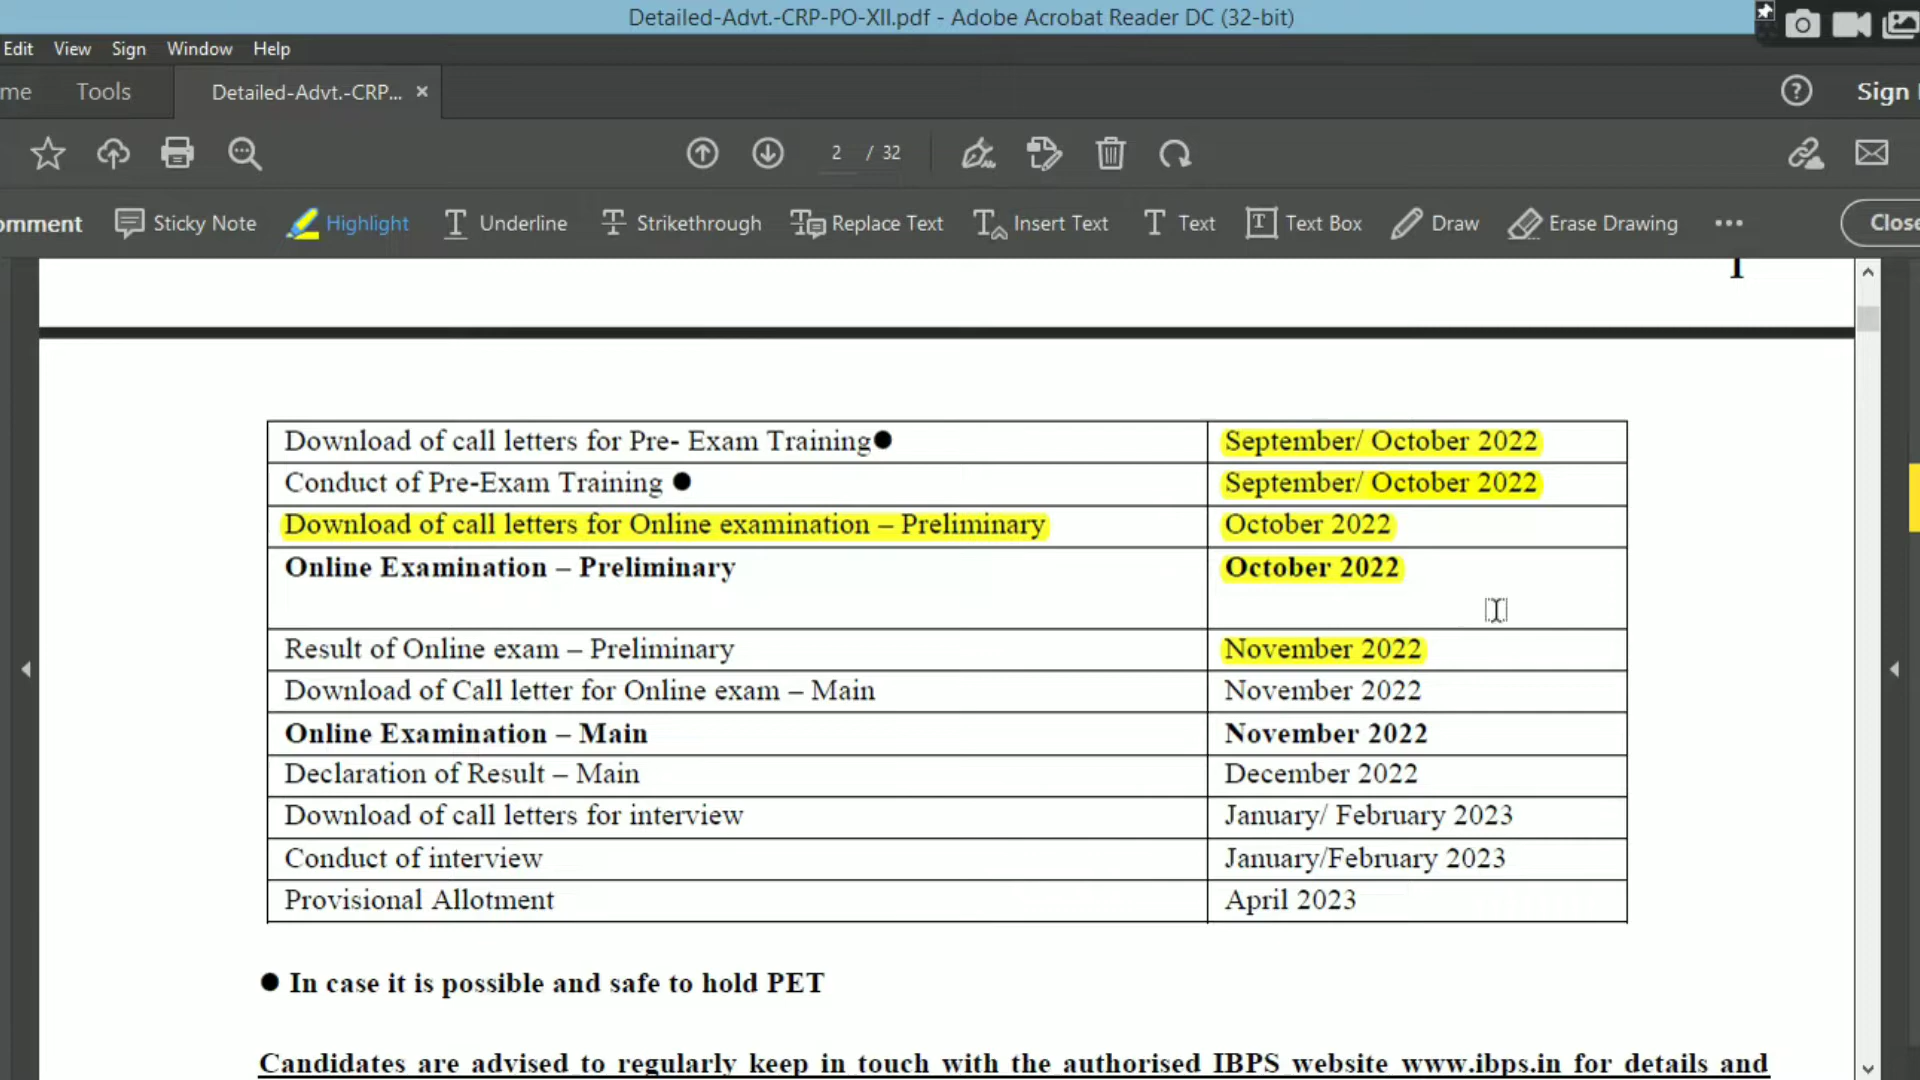 Detailed-Advt.-CRP-PO-XII.pdf - Adobe Acrobat Reader DC (32-bit)
Edit View Sign Window Help
me Tools Detailed-Advt.-CRP... × ? Sign
2 / 32
omment Sticky Note Highlight Underline Strikethrough Replace Text Insert Text Text Text Box Draw Erase Drawing ••• Close
1
Download of call letters for Pre- Exam Training● September/ October 2022
Conduct of Pre-Exam Training ● September/ October 2022
Download of call letters for Online examination – Preliminary October 2022
Online Examination – Preliminary October 2022
Result of Online exam – Preliminary November 2022
Download of Call letter for Online exam – Main November 2022
Online Examination – Main November 2022
Declaration of Result – Main December 2022
Download of call letters for interview January/ February 2023
Conduct of interview January/February 2023
Provisional Allotment April 2023
● In case it is possible and safe to hold PET
Candidates are advised to regularly keep in touch with the authorised IBPS website www.ibps.in for details and